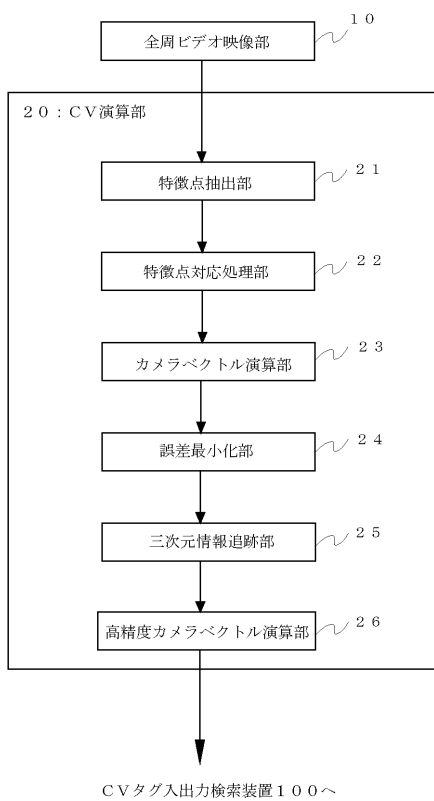 全周ビデオ映像部
１０
２０：ＣＶ演算部
特徴点抽出部
２１
特徴点対応処理部
２２
カメラベクトル演算部
２３
誤差最小化部
２４
三次元情報追跡部
２５
高精度カメラベクトル演算部
２６
ＣＶタグ入出力検索装置１００へ